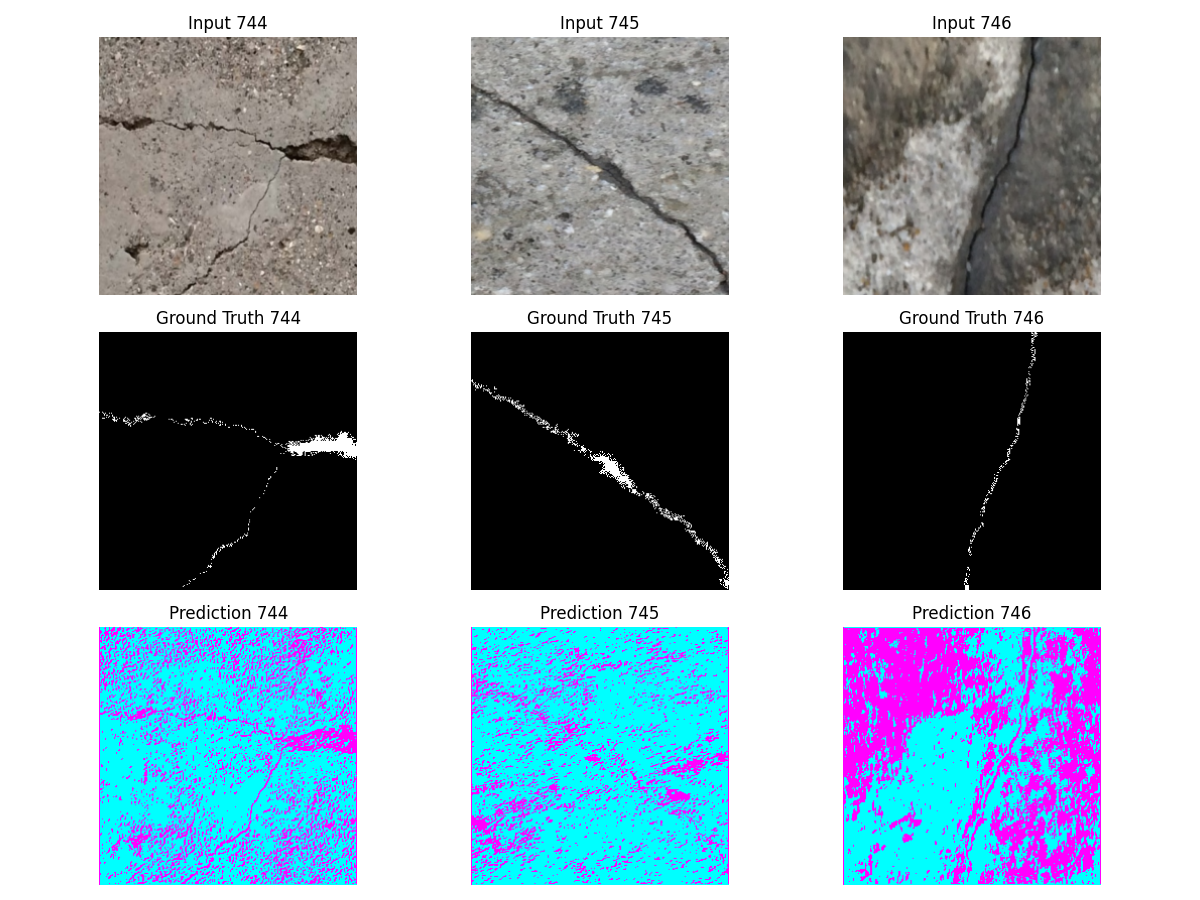 Input 744
Input 745
Input 746
Ground Truth 744
Ground Truth 745
Ground Truth 746
Prediction 744
Prediction 745
Prediction 746